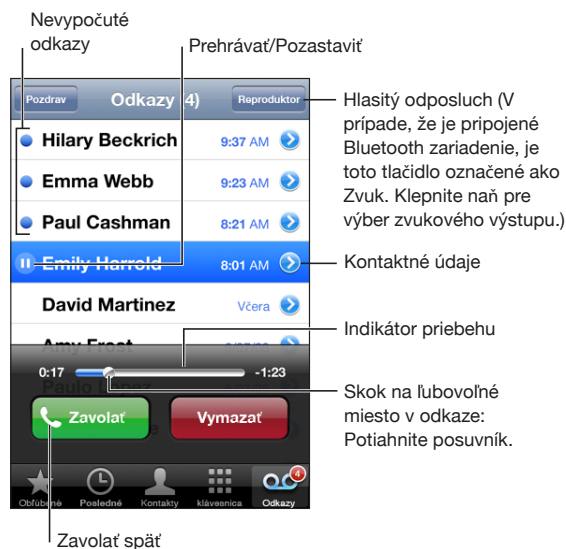 Nevypočuté
odkazy
Prehrávať/Pozastaviť
Pozdrav
Odkazy (4)
Reproduktor
Hlasitý odposluch (V
prípade, že je pripojené
Bluetooth zariadenie, je
toto tlačidlo označené ako
Zvuk. Klepnite naň pre
výber zvukového výstupu.)
Hilary Beckrich 9:37 AM
Emma Webb 9:23 AM
Paul Cashman 8:21 AM
Emily Harrold 8:01 AM
Kontaktné údaje
David Martinez Včera
Amy Frost
Indikátor priebehu
0:17 -1:23
Paulo Lopez
Skok na ľubovoľné
miesto v odkaze:
Potiahnite posuvník.
Zavolať
Vymazať
4
Obľúbené Posledné Kontakty klávesnica Odkazy
Zavolať späť